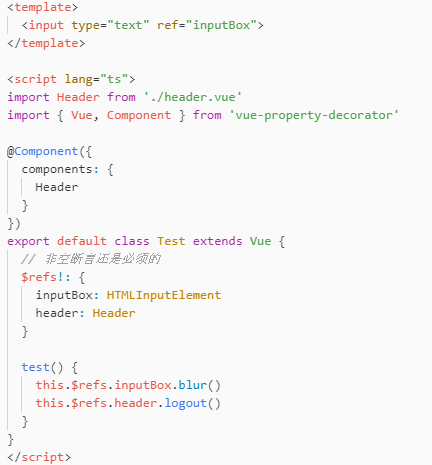 <template>
  <input type="text" ref="inputBox">
</template>

<script lang="ts">
import Header from './header.vue'
import { Vue, Component } from 'vue-property-decorator'

@Component({
  components: {
    Header
  }
})
export default class Test extends Vue {
  // 非空断言还是必须的
  $refs!: {
    inputBox: HTMLInputElement
    header: Header
  }

  test() {
    this.$refs.inputBox.blur()
    this.$refs.header.logout()
  }
}
</script>